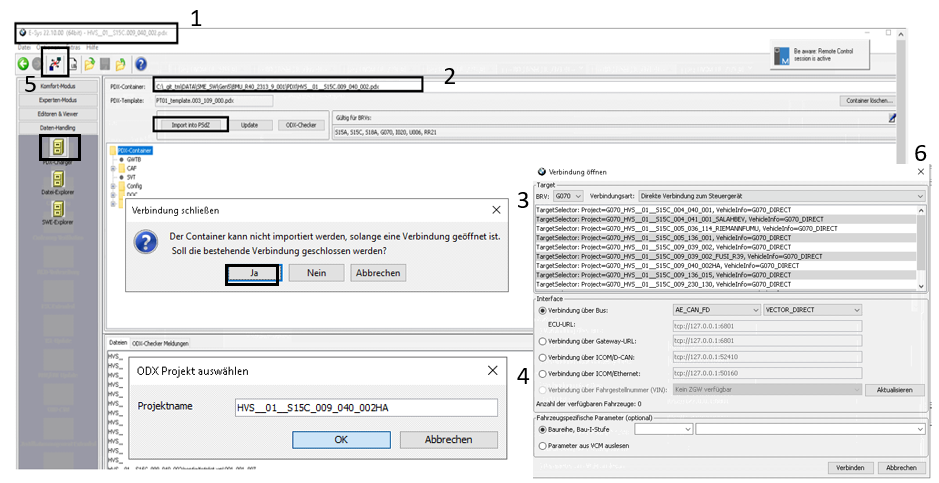 1
E-Sys 32.10.00 (64bit) - HVS__01__S15C.009_040_002.pdx
Datei Optionen Extras Hilfe
Be aware: Remote Control
session is active
5
2
Komfort-Modus
Experten-Modus
Editoren & Viewer
Daten-Handling
PDX-Charger
Datei-Explorer
SWE-Explorer
PDX-Container:
PDX-Template: PT01_template.003_109_000.pdx
Container löschen...
Import into PSdZ Update ODX-Checker
Gültig für BRVs:
S15A, S15C, S18A, G070, I020, U006, RR21
PDX-Container
GWTB
CAF
SVT
Config
DOC
Verbindung schließen
Der Container kann nicht importiert werden, solange eine Verbindung geöffnet ist.
Soll die bestehende Verbindung geschlossen werden?
Ja Nein Abbrechen
Dateien ODX-Checker Meldungen
HVS_
HVS_
HVS_
HVS_
HVS_
HVS_
HVS_
HVS_
HVS_
HVS_
HVS_
HVS_
4
ODX Projekt auswählen
Projektname HVS__01__S15C_009_040_002HA
OK Abbrechen
6
3
Verbindung öffnen
Target
BRV: G070 Verbindungsart: Direkte Verbindung zum Steuergerät
TargetSelector: Project=G070_HVS__01__S15C_004_040_001, VehicleInfo=G070_DIRECT
TargetSelector: Project=G070_HVS__01__S15C_004_041_001_SALAHBEY, VehicleInfo=G070_DIRECT
TargetSelector: Project=G070_HVS__01__S15C_005_036_114_RIEMANNFUMU, VehicleInfo=G070_DIRECT
TargetSelector: Project=G070_HVS__01__S15C_005_136_001, VehicleInfo=G070_DIRECT
TargetSelector: Project=G070_HVS__01__S15C_009_039_002, VehicleInfo=G070_DIRECT
TargetSelector: Project=G070_HVS__01__S15C_009_039_002_FUSI_R39, VehicleInfo=G070_DIRECT
TargetSelector: Project=G070_HVS__01__S15C_009_040_002HA, VehicleInfo=G070_DIRECT
TargetSelector: Project=G070_HVS__01__S15C_009_136_015, VehicleInfo=G070_DIRECT
TargetSelector: Project=G070_HVS__01__S15C_009_230_130, VehicleInfo=G070_DIRECT
Interface
Verbindung über Bus: AE_CAN_FD VECTOR_DIRECT
ECU-URL: tcp://127.0.0.1:6801
Verbindung über Gateway-URL: tcp://127.0.0.1:6801
Verbindung über ICOM/D-CAN: tcp://127.0.0.1:52410
Verbindung über ICOM/Ethernet: tcp://127.0.0.1:50160
Verbindung über Fahrgestellnummer (VIN): Kein ZGW verfügbar Aktualisieren
Anzahl der verfügbaren Fahrzeuge: 0
Fahrzeugspezifische Parameter (optional)
Baureihe, Bau-I-Stufe
Parameter aus VCM auslesen
Verbinden Abbrechen